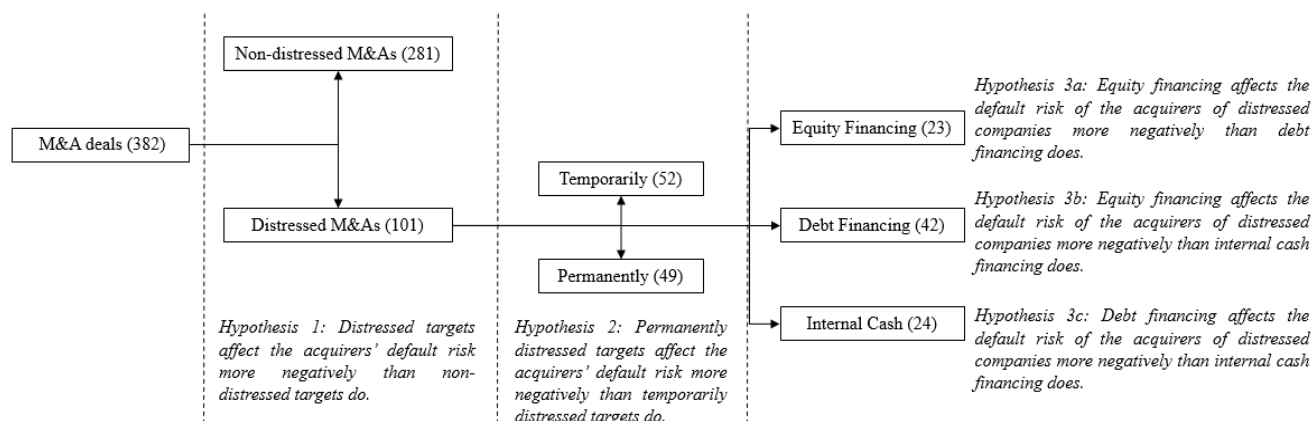 Non-distressed M&As (281)
M&A deals (382)
Distressed M&As (101)
Hypothesis 1: Distressed targets
affect the acquirers' default risk
more negatively than non-
distressed targets do.
Temporarily (52)
Permanently (49)
Hypothesis 2: Permanently
distressed targets affect the
acquirers' default risk more
negatively than temporarily
distressed targets do.
Equity Financing (23)
Hypothesis 3a: Equity financing affects the
default risk of the acquirers of distressed
companies more negatively than debt
financing does.
Debt Financing (42)
Hypothesis 3b: Equity financing affects the
default risk of the acquirers of distressed
companies more negatively than internal cash
financing does.
Internal Cash (24)
Hypothesis 3c: Debt financing affects the
default risk of the acquirers of distressed
companies more negatively than internal cash
financing does.